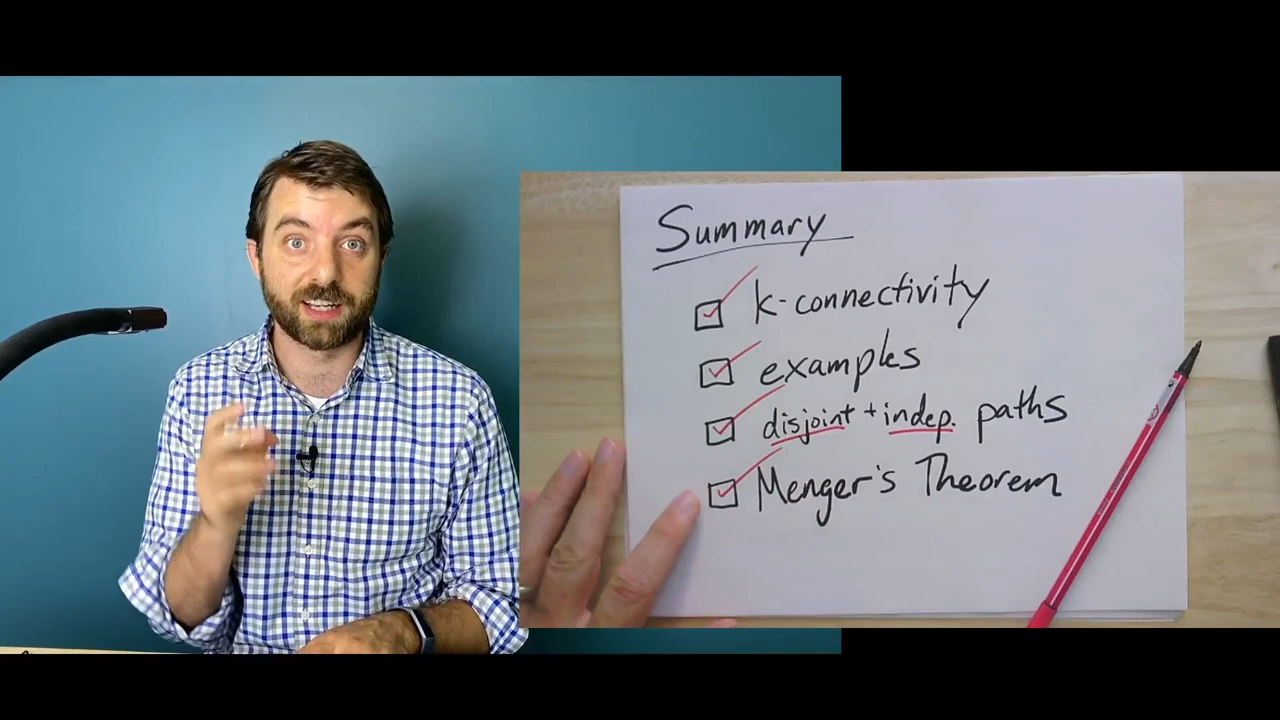 Summary
k-connectivity
examples
disjoint + indep. paths
Menger's Theorem